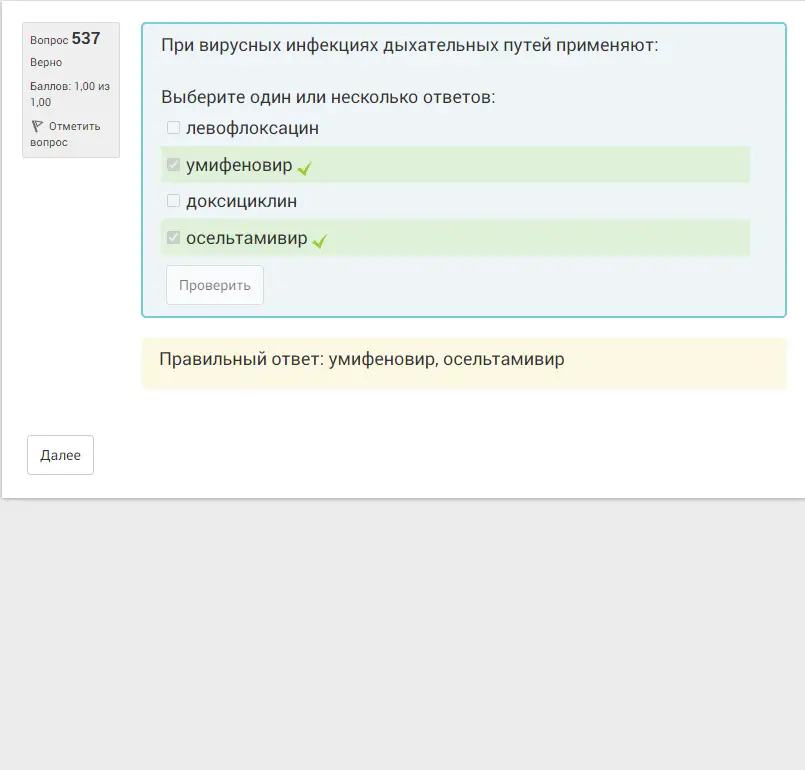 Вопрос 537
Верно
Баллов: 1,00 из
1,00
Отметить
вопрос
При вирусных инфекциях дыхательных путей применяют:
Выберите один или несколько ответов:
левофлоксацин
умифеновир
доксициклин
осельтамивир
Проверить
Правильный ответ: умифеновир, осельтамивир
Далее